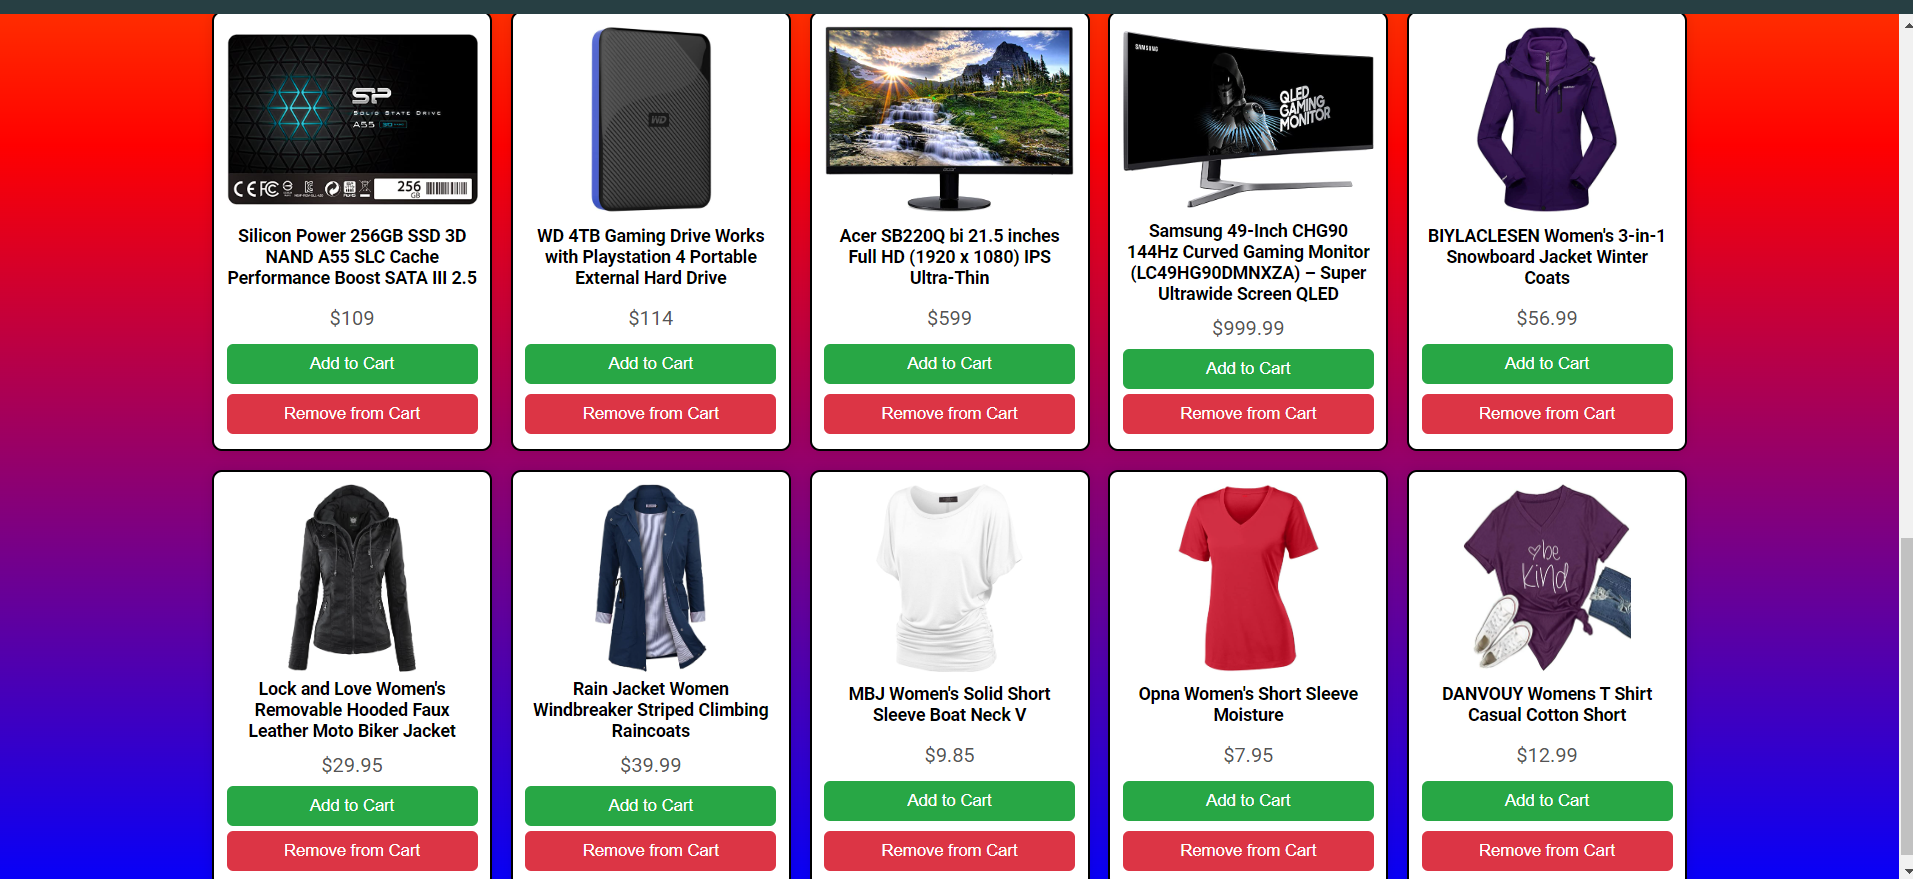 SP
SOLID STATE DRIVE
A55
256
GB
WD
SAMSUNG
QLED
GAMING
MONITOR
Silicon Power 256GB SSD 3D
NAND A55 SLC Cache
Performance Boost SATA III 2.5
$109
Add to Cart
Remove from Cart
WD 4TB Gaming Drive Works
with Playstation 4 Portable
External Hard Drive
$114
Add to Cart
Remove from Cart
Acer SB220Q bi 21.5 inches
Full HD (1920 x 1080) IPS
Ultra-Thin
$599
Add to Cart
Remove from Cart
Samsung 49-Inch CHG90
144Hz Curved Gaming Monitor
(LC49HG90DMNXZA) – Super
Ultrawide Screen QLED
$999.99
Add to Cart
Remove from Cart
BIYLACLESEN Women's 3-in-1
Snowboard Jacket Winter
Coats
$56.99
Add to Cart
Remove from Cart
Lock and Love Women's
Removable Hooded Faux
Leather Moto Biker Jacket
$29.95
Add to Cart
Remove from Cart
Rain Jacket Women
Windbreaker Striped Climbing
Raincoats
$39.99
Add to Cart
Remove from Cart
MBJ Women's Solid Short
Sleeve Boat Neck V
$9.85
Add to Cart
Remove from Cart
Opna Women's Short Sleeve
Moisture
$7.95
Add to Cart
Remove from Cart
be
kind
DANVOUY Womens T Shirt
Casual Cotton Short
$12.99
Add to Cart
Remove from Cart